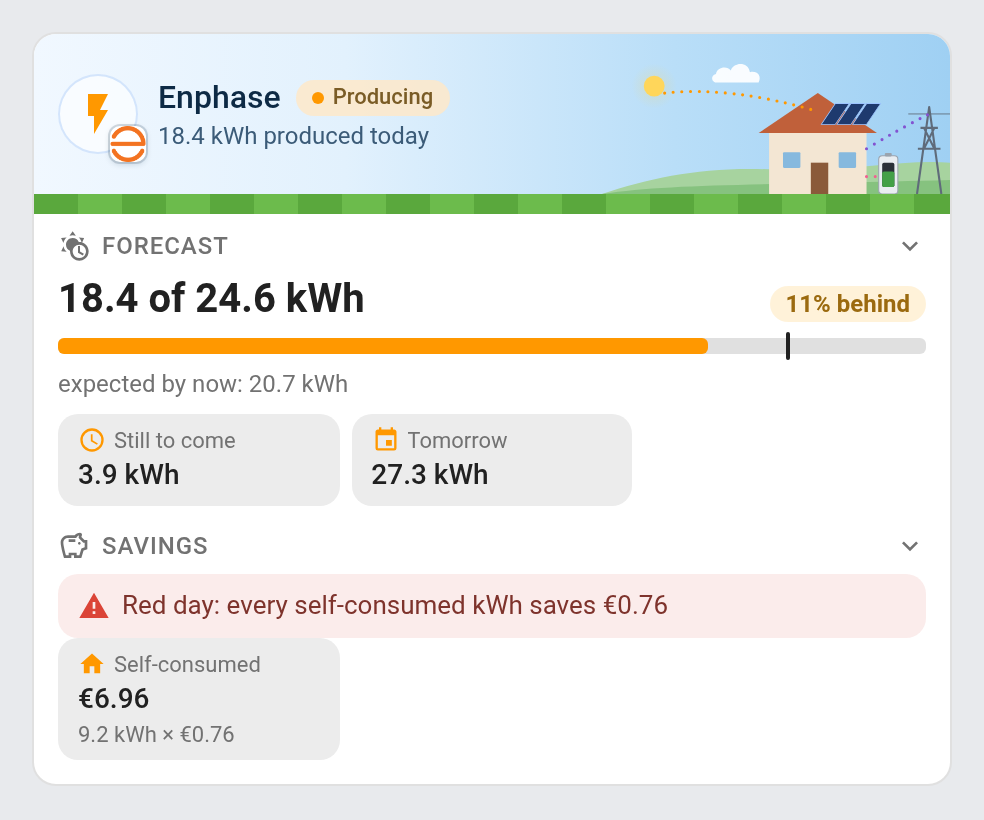 Enphase
Producing
18.4 kWh produced today
FORECAST
18.4 of 24.6 kWh
11% behind
expected by now: 20.7 kWh
Still to come
3.9 kWh
Tomorrow
27.3 kWh
SAVINGS
Red day: every self-consumed kWh saves €0.76
Self-consumed
€6.96
9.2 kWh × €0.76